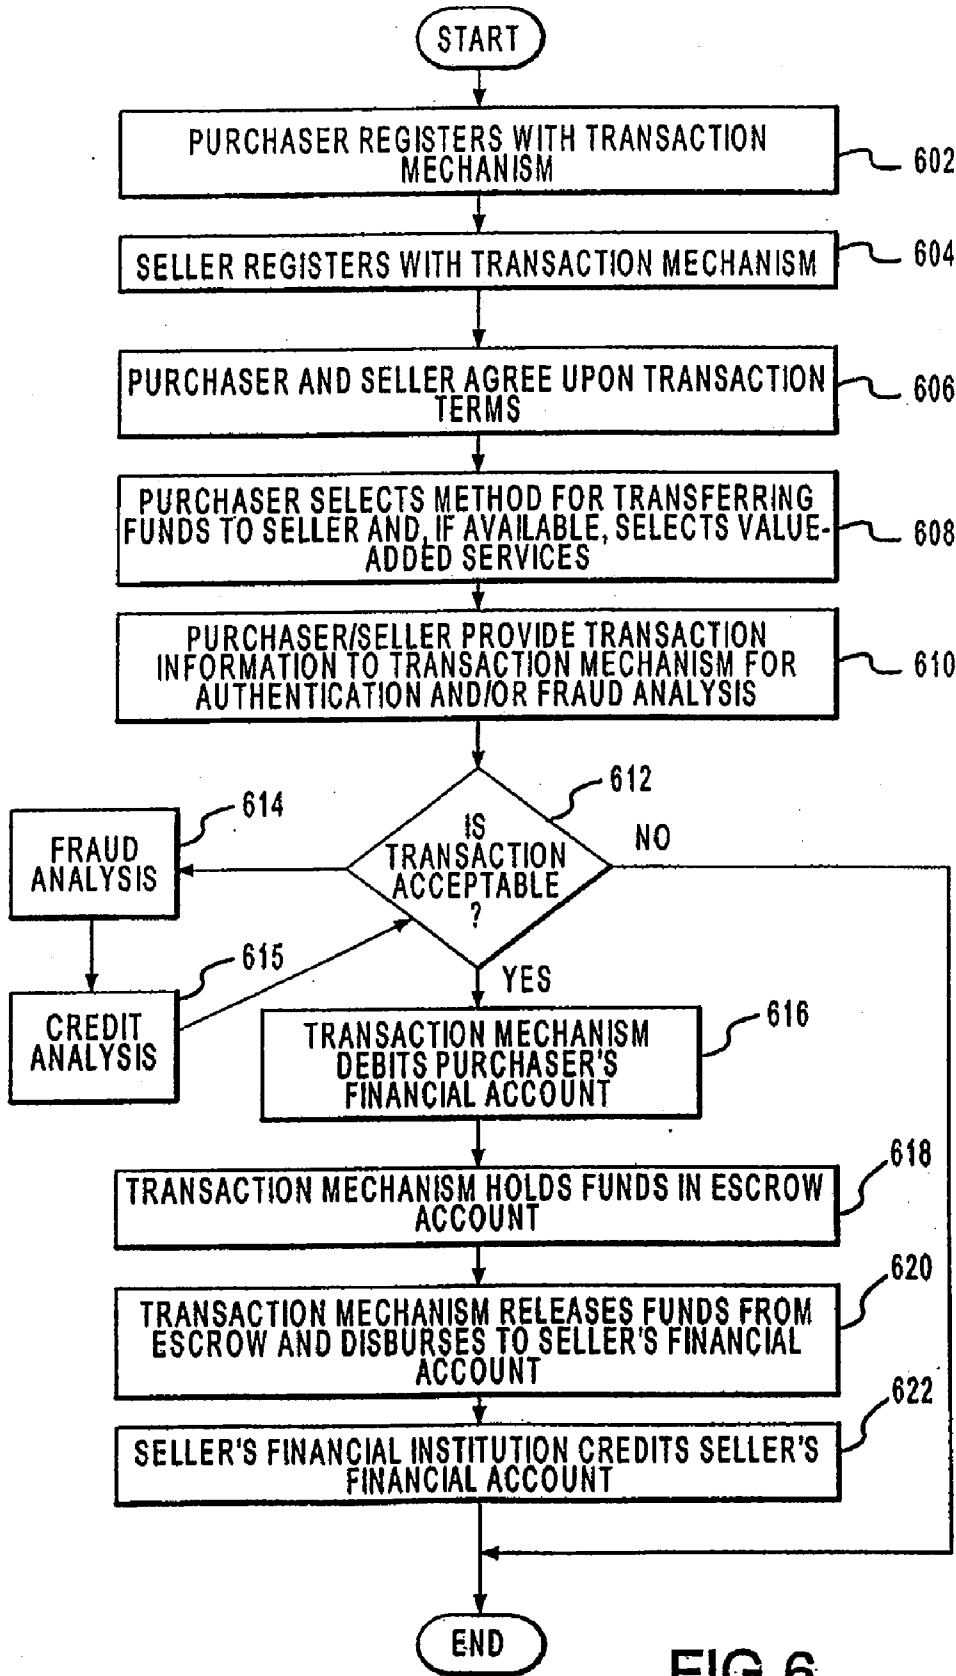 START
PURCHASER REGISTERS WITH TRANSACTION
MECHANISM
602
SELLER REGISTERS WITH TRANSACTION MECHANISM
604
PURCHASER AND SELLER AGREE UPON TRANSACTION
TERMS
606
PURCHASER SELECTS METHOD FOR TRANSFERRING
FUNDS TO SELLER AND, IF AVAILABLE, SELECTS VALUE-
ADDED SERVICES
608
PURCHASER/SELLER PROVIDE TRANSACTION
INFORMATION TO TRANSACTION MECHANISM FOR
AUTHENTICATION AND/OR FRAUD ANALYSIS
610
612
IS
TRANSACTION
ACCEPTABLE
?
NO
614
FRAUD
ANALYSIS
615
CREDIT
ANALYSIS
YES
TRANSACTION MECHANISM
DEBITS PURCHASER'S
FINANCIAL ACCOUNT
616
TRANSACTION MECHANISM HOLDS FUNDS IN ESCROW
ACCOUNT
618
TRANSACTION MECHANISM RELEASES FUNDS FROM
ESCROW AND DISBURSES TO SELLER'S FINANCIAL
ACCOUNT
620
SELLER'S FINANCIAL INSTITUTION CREDITS SELLER'S
FINANCIAL ACCOUNT
622
END
FIG.6